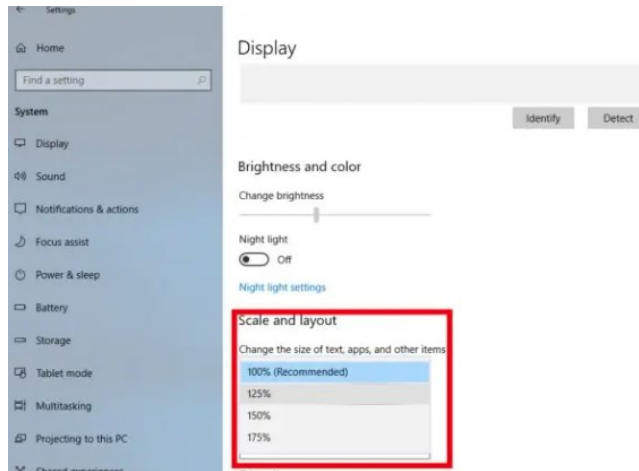 Settings
Home
Find a setting
System
Display
Sound
Notifications & actions
Focus assist
Power & sleep
Battery
Storage
Tablet mode
Multitasking
Projecting to this PC
Shared experiences
Display
Identify
Detect
Brightness and color
Change brightness
Night light
Off
Night light settings
Scale and layout
Change the size of text, apps, and other items
100% (Recommended)
125%
150%
175%